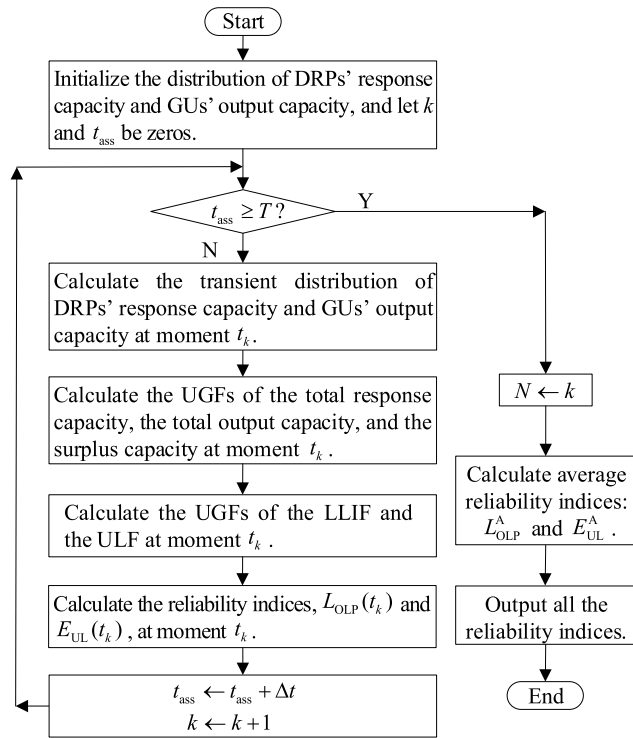 Start
Initialize the distribution of DRPs' response
capacity and GUs' output capacity, and let k
and t_ass be zeros.
t_ass ≥ T?
Y
N
Calculate the transient distribution of
DRPs' response capacity and GUs' output
capacity at moment t_k.
Calculate the UGFs of the total response
capacity, the total output capacity, and the
surplus capacity at moment t_k.
Calculate the UGFs of the LLIF and
the ULF at moment t_k.
Calculate the reliability indices, L_OLP(t_k) and
E_UL(t_k), at moment t_k.
t_ass ← t_ass + Δt
k ← k+1
N ← k
Calculate average
reliability indices:
L_OLP^A and E_UL^A.
Output all the
reliability indices.
End